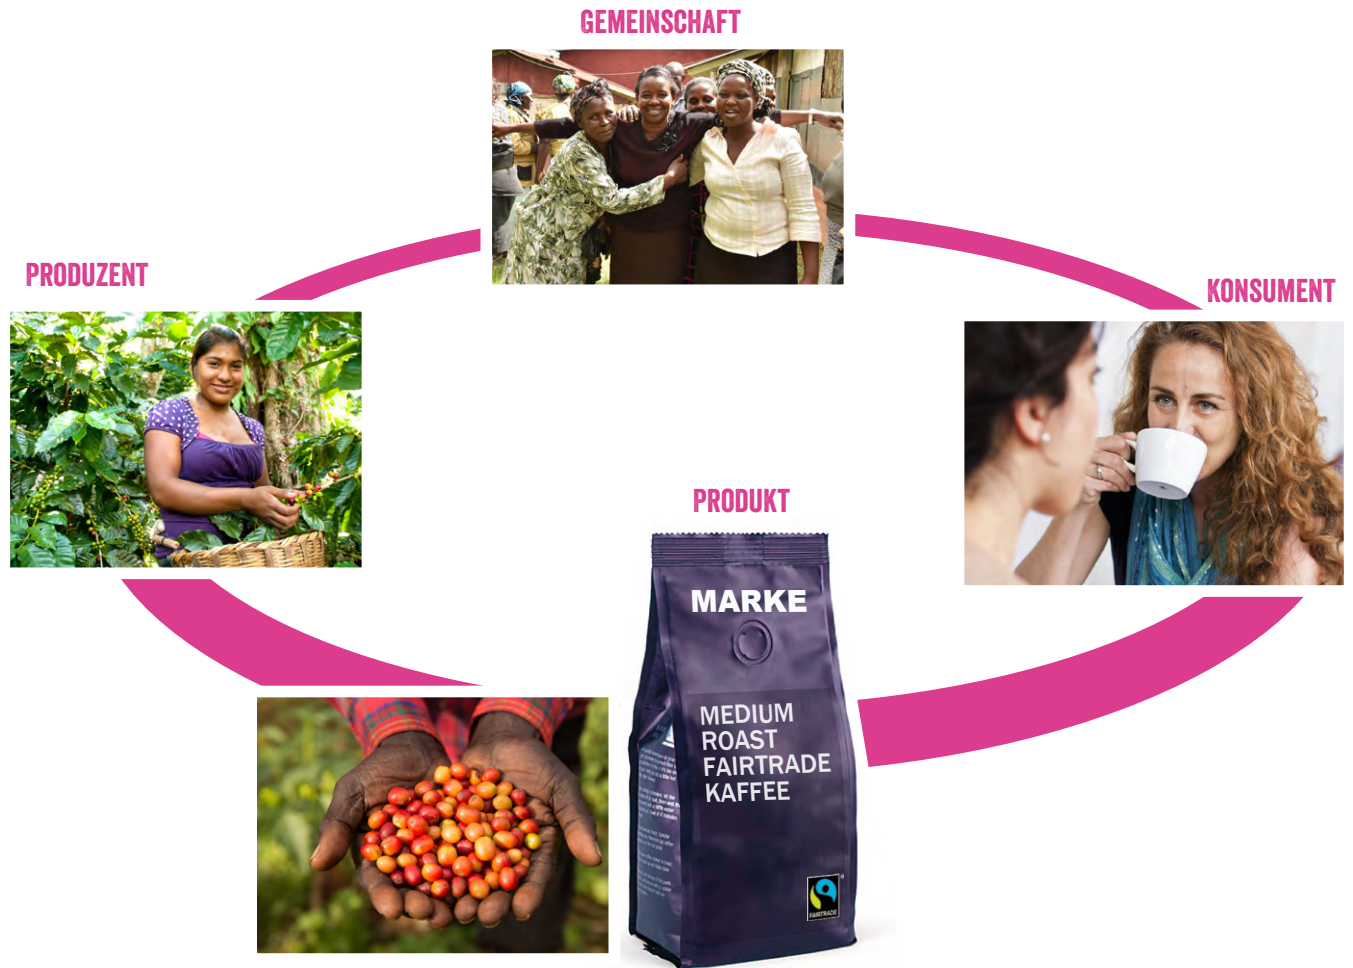 GEMEINSCHAFT
PRODUZENT
KONSUMENT
PRODUKT
MARKE
MEDIUM
ROAST
FAIRTRADE
KAFFEE
FAIRTRADE